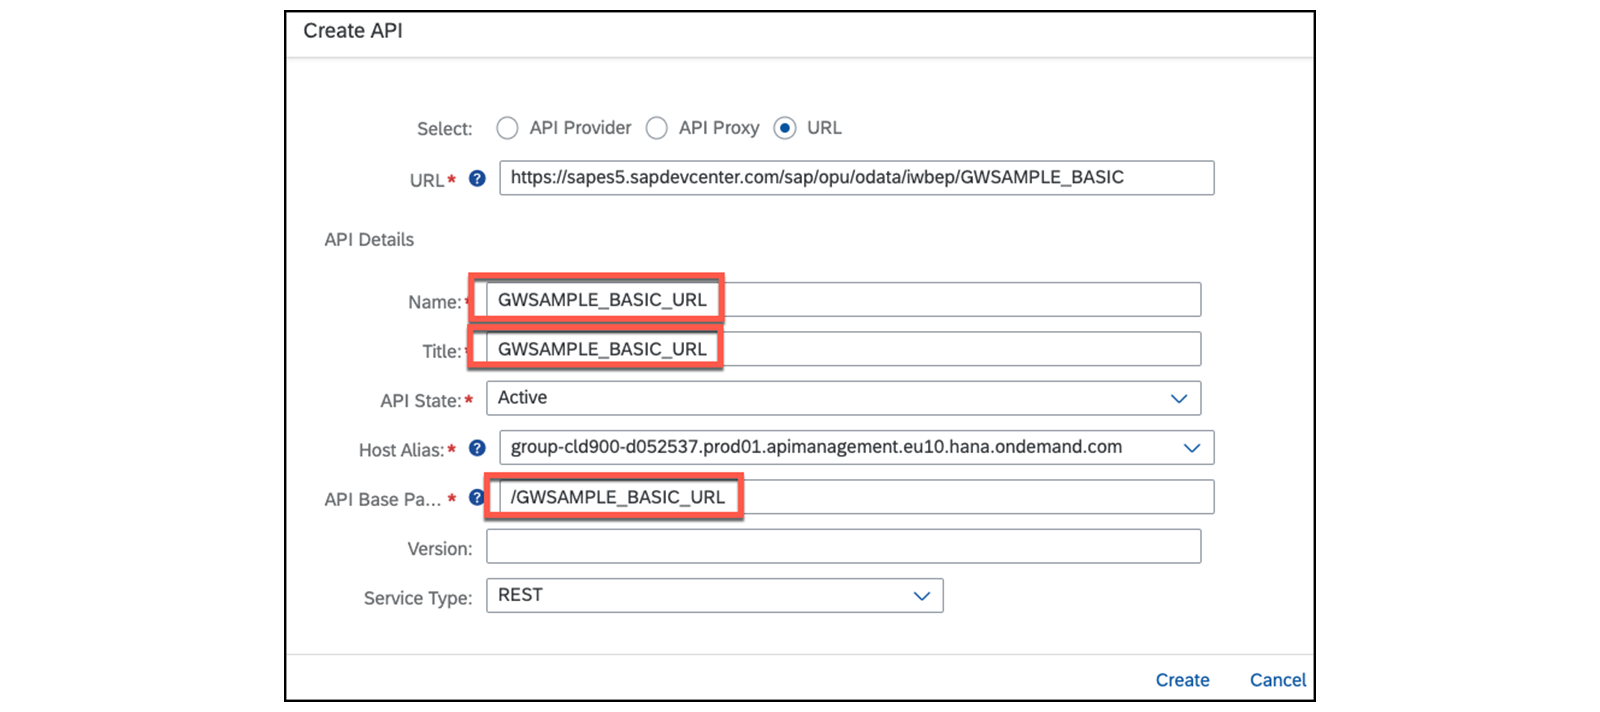 Create API
Select: API Provider API Proxy URL
URL* ? https://sapes5.sapdevcenter.com/sap/opu/odata/iwbep/GWSAMPLE_BASIC
API Details
Name:* GWSAMPLE_BASIC_URL
Title:* GWSAMPLE_BASIC_URL
API State:* Active
Host Alias:* ? group-cld900-d052537.prod01.apimanagement.eu10.hana.ondemand.com
API Base Pa... * ? /GWSAMPLE_BASIC_URL
Version:
Service Type: REST
Create Cancel